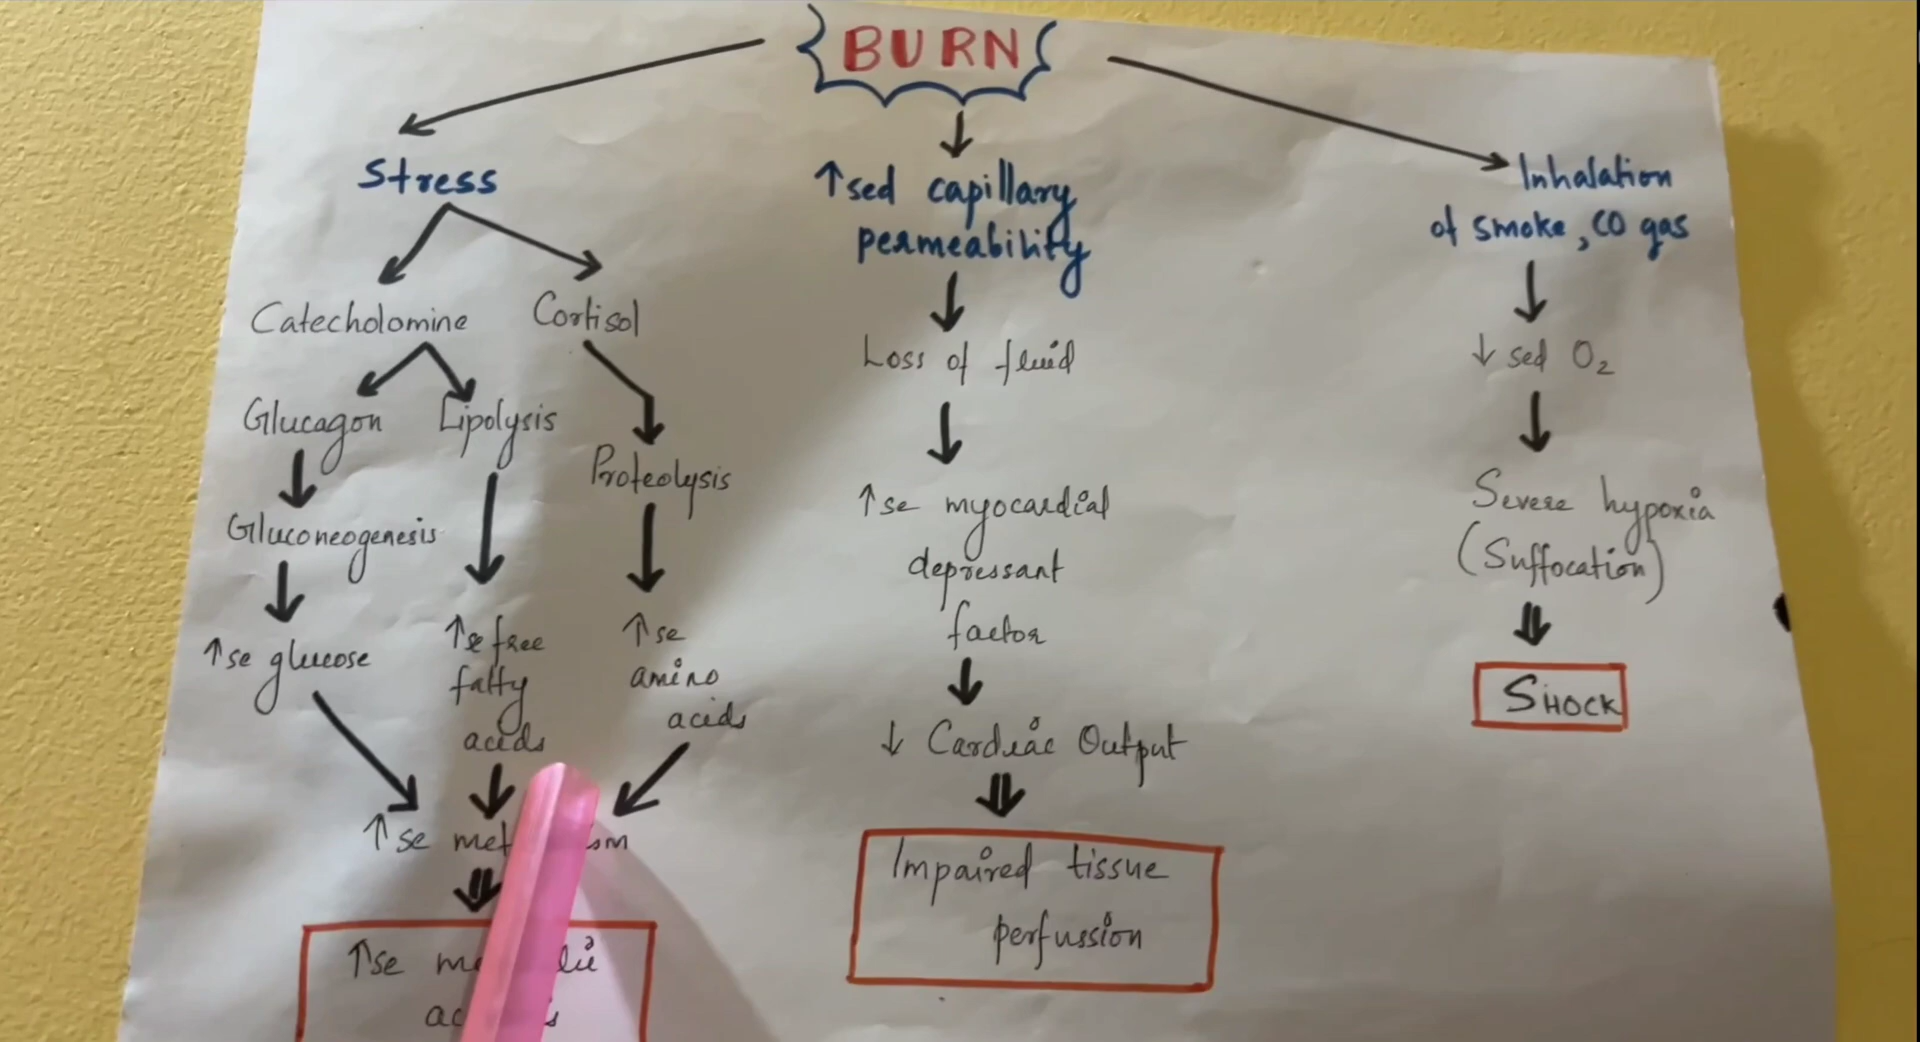 BURN
Stress
↑sed capillary
permeability
Inhalation
of smoke, CO gas
Catecholomine
Cortisol
Loss of fluid
↓ sed O2
Glucagon
Lipolysis
Proteolysis
↑se myocardial
depressant
factor
Severe hypoxia
(Suffocation)
Gluconeogenesis
↑se glucose
↑se free
fatty
acids
↑se
amino
acids
↓ Cardiac Output
SHOCK
↑se
Impaired tissue
perfussion
↑se